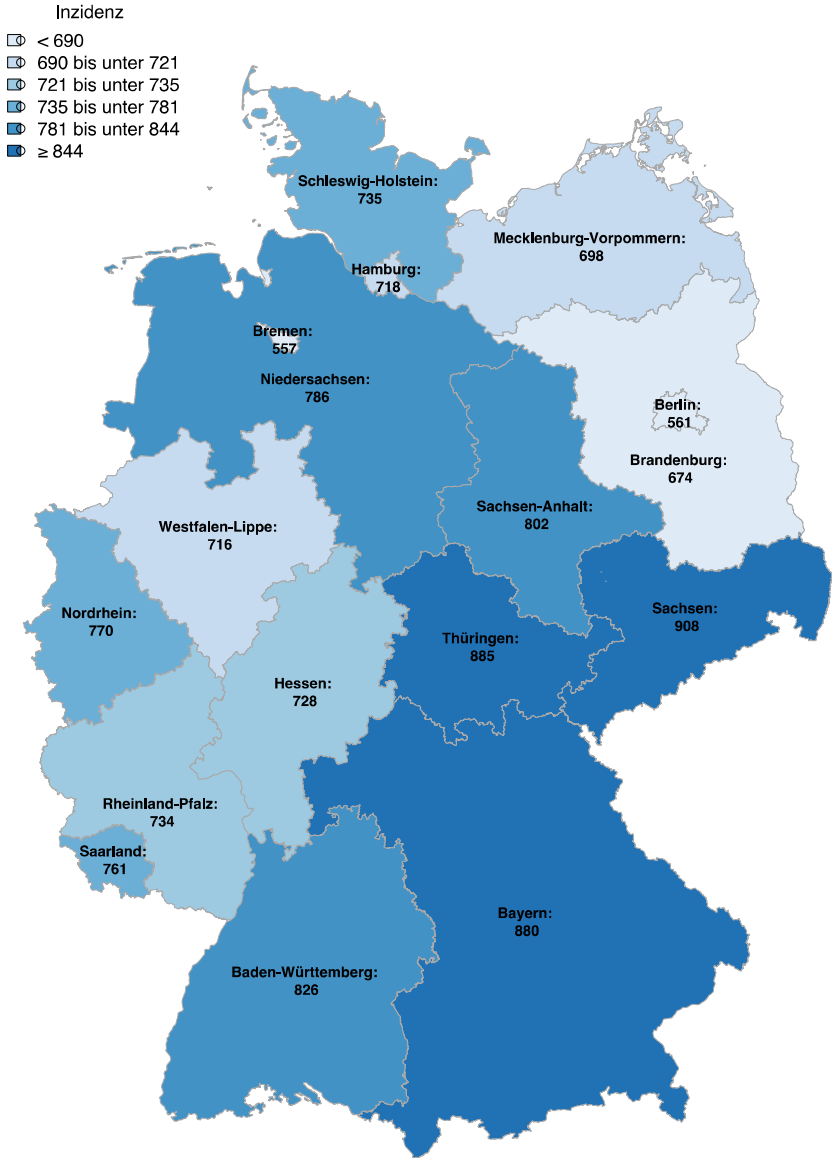 Inzidenz
< 690
690 bis unter 721
721 bis unter 735
735 bis unter 781
781 bis unter 844
≥ 844
Schleswig-Holstein:
735
Mecklenburg-Vorpommern:
698
Hamburg:
718
Bremen:
557
Niedersachsen:
786
Berlin:
561
Brandenburg:
674
Sachsen-Anhalt:
802
Westfalen-Lippe:
716
Nordrhein:
770
Sachsen:
908
Thüringen:
885
Hessen:
728
Rheinland-Pfalz:
734
Saarland:
761
Bayern:
880
Baden-Württemberg:
826